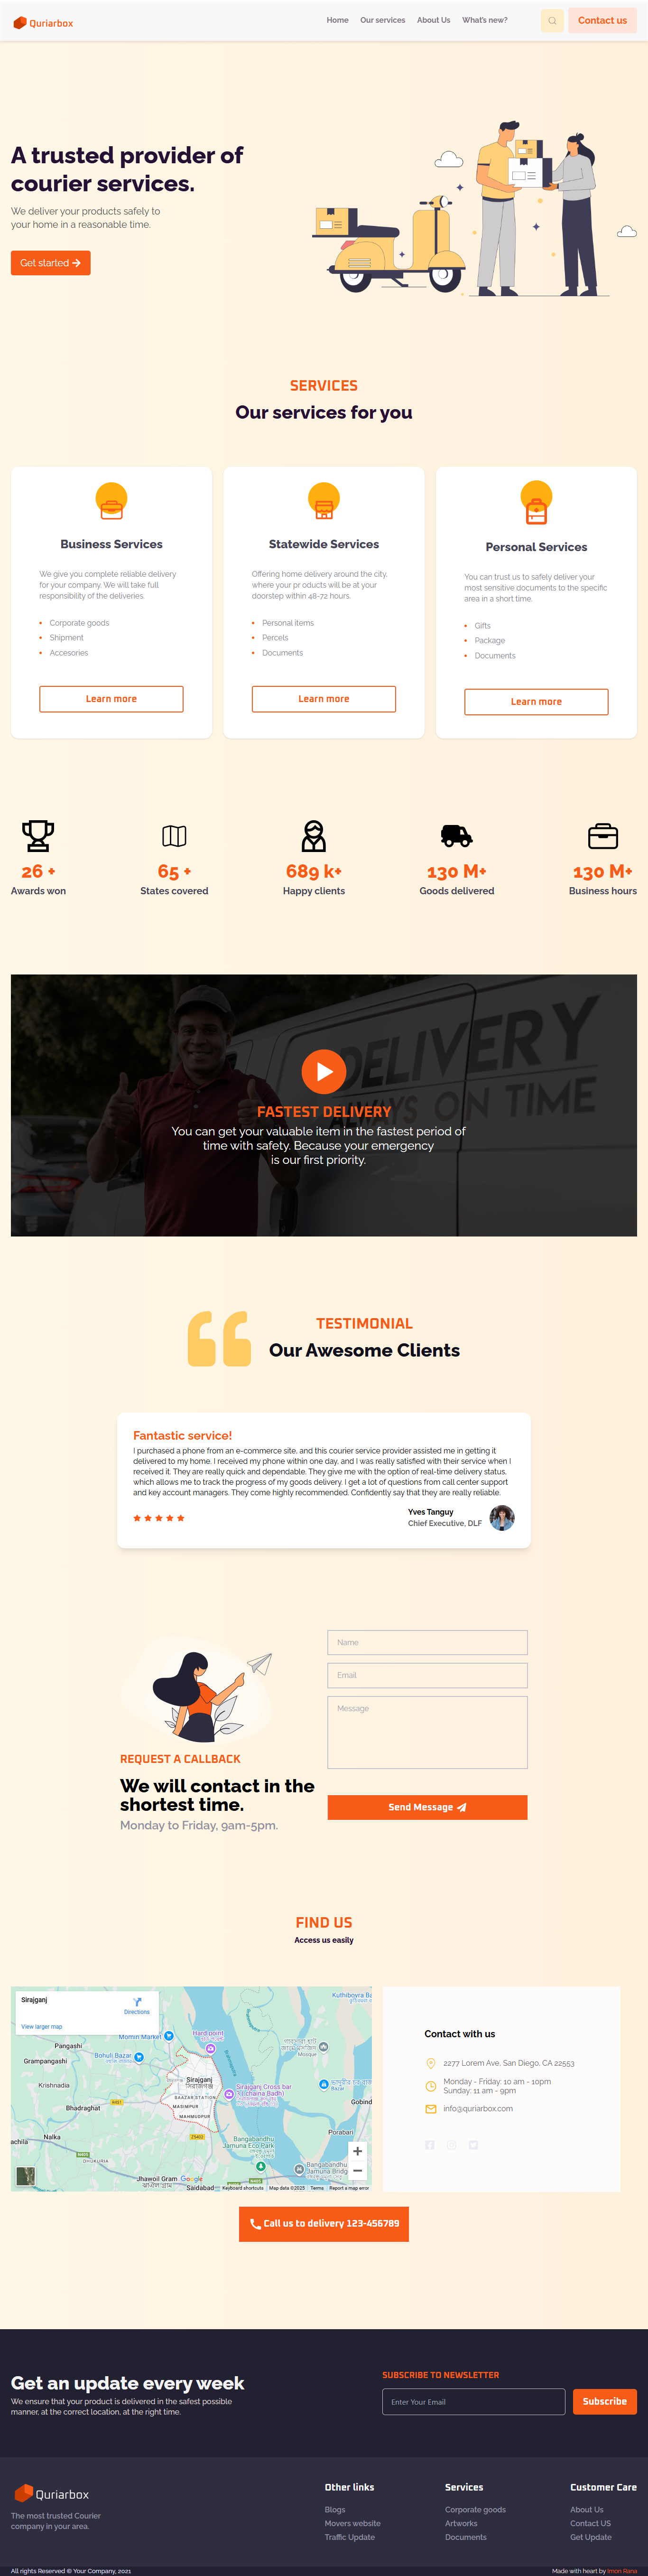 Quriarbox
Home
Our services
About Us
What's new?
Contact us
A trusted provider of
courier services.
We deliver your products safely to
your home in a reasonable time.
Get started
SERVICES
Our services for you
Business Services
We give you complete reliable delivery
for your company. We will take full
responsibility of the deliveries.
Corporate goods
Shipment
Accesories
Learn more
Statewide Services
Offering home delivery around the city,
where your pr oducts will be at your
doorstep within 48-72 hours.
Personal items
Percels
Documents
Learn more
Personal Services
You can trust us to safely deliver your
most sensitive documents to the specific
area in a short time.
Gifts
Package
Documents
Learn more
26 +
Awards won
65 +
States covered
689 k+
Happy clients
130 M+
Goods delivered
130 M+
Business hours
DELIVERY
ALWAYS ON TIME
FASTEST DELIVERY
You can get your valuable item in the fastest period of
time with safety. Because your emergency
is our first priority.
TESTIMONIAL
Our Awesome Clients
Fantastic service!
I purchased a phone from an e-commerce site, and this courier service provider assisted me in getting it
delivered to my home. I received my phone within one day, and I was really satisfied with their service when I
received it. They are really quick and dependable. They give me with the option of real-time delivery status,
which allows me to track the progress of my goods delivery. I get a lot of questions from call center support
and key account managers. They come highly recommended. Confidently say that they are really reliable.
Yves Tanguy
Chief Executive, DLF
Name
Email
Message
REQUEST A CALLBACK
We will contact in the
shortest time.
Monday to Friday, 9am-5pm.
Send Message
FIND US
Access us easily
Sirajganj
Directions
View larger map
Kuthiboyra Ba
Momin Market
Hard point
Pangashi
Bohuli Bazar
Grampangashi
Krishnadia
Sirajganj
সিরাজগঞ্জ
Sirajganj Cross bar
Chaina Badh
Mosque
Bazar
BAZAR STATION
MASIMPUR
MAHMUDPUR
Gobind
Bhadraghat
Nalka
achila
DHUKURIA
Bangabandhu
Jamuna Eco Park
Porabari
Bangabandhu
Jamuna Bridg
Jhawoil Gram
Saidabad
Google
Keyboard shortcuts
Map data ©2025
Terms
Report a map error
Contact with us
2277 Lorem Ave, San Diego, CA 22553
Monday - Friday: 10 am - 10pm
Sunday: 11 am - 9pm
info@quriarbox.com
Call us to delivery 123-456789
Get an update every week
We ensure that your product is delivered in the safest possible
manner, at the correct location, at the right time.
SUBSCRIBE TO NEWSLETTER
Enter Your Email
Subscribe
Quriarbox
The most trusted Courier
company in your area.
Other links
Blogs
Movers website
Traffic Update
Services
Corporate goods
Artworks
Documents
Customer Care
About Us
Contact US
Get Update
All rights Reserved © Your Company, 2021
Made with heart by Imon Rana